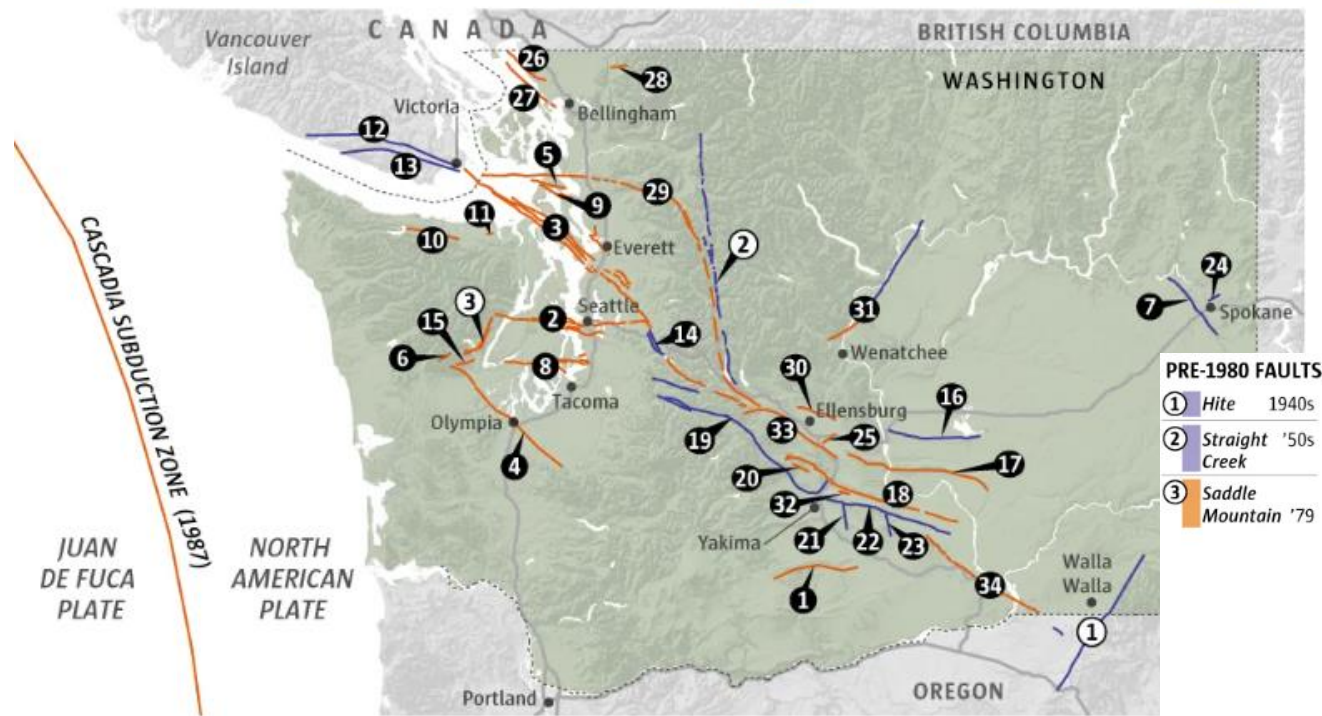 CANADA
BRITISH COLUMBIA
Vancouver
Island
WASHINGTON
26
28
27
Victoria
Bellingham
12
13
5
29
9
11
3
10
2
Everett
24
3
Seattle
31
7
Spokane
15
2
14
6
8
Wenatchee
Tacoma
30
16
Olympia
Ellensburg
19
33
25
4
17
20
18
32
Yakima
21
22
23
1
34
Walla
Walla
1
CASCADIA SUBDUCTION ZONE (1987)
JUAN
DE FUCA
PLATE
NORTH
AMERICAN
PLATE
Portland
OREGON
PRE-1980 FAULTS
1 Hite 1940s
2 Straight '50s
Creek
3 Saddle
Mountain '79